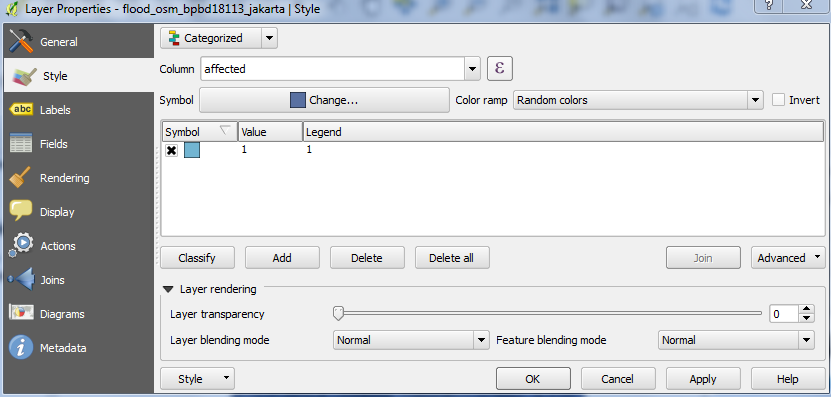 Layer Properties - flood_osm_bpbd18113_jakarta | Style
General
Style
abc Labels
Fields
Rendering
Display
Actions
Joins
Diagrams
Metadata
Categorized
Column affected ε
Symbol Change... Color ramp Random colors Invert
Symbol Value Legend
1 1
Classify Add Delete Delete all Join Advanced
Layer rendering
Layer transparency 0
Layer blending mode Normal Feature blending mode Normal
Style OK Cancel Apply Help